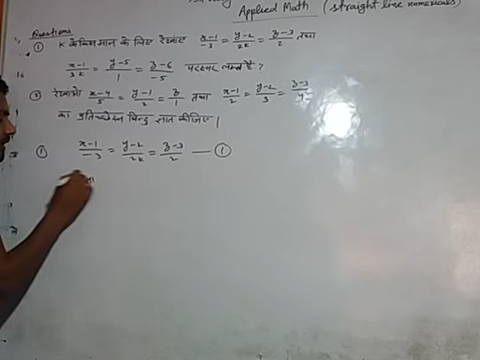 Applied Math (straight line numericals)
Questions
① K के किस मान के लिए रेखाएं x-1/-3 = y-2/2k = z-3/2 तथा
x-1/3k = y-5/1 = z-6/-5 परस्पर लम्ब है ?
② रेखाओं x-4/5 = y-1/2 = z/1 तथा x-1/2 = y-2/3 = z-3/4
का प्रतिच्छेदन बिन्दु ज्ञात कीजिए |
① x-1/-3 = y-2/2k = z-3/2 — ①